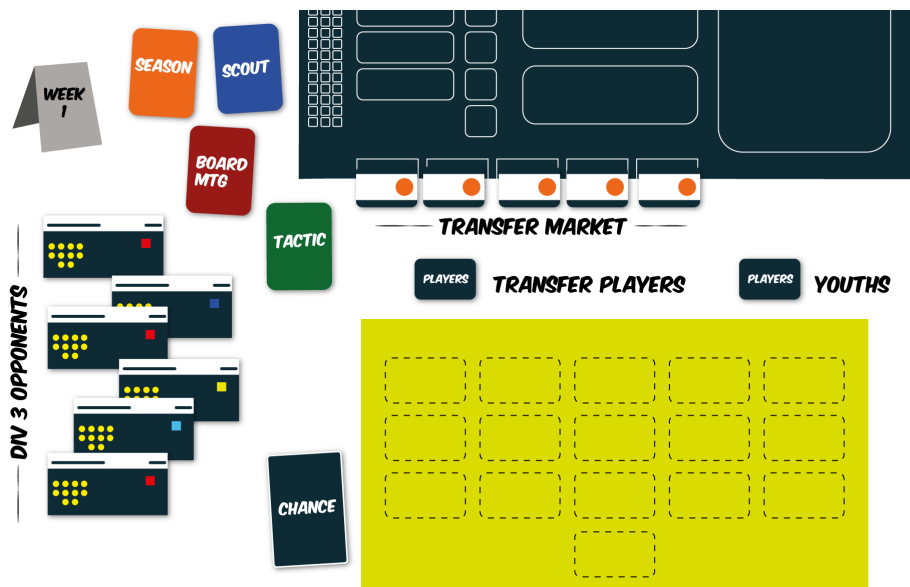 SEASON
SCOUT
WEEK
1
BOARD
MTG
TACTIC
TRANSFER MARKET
PLAYERS
TRANSFER PLAYERS
PLAYERS
YOUTHS
DIV 3 OPPONENTS
CHANCE